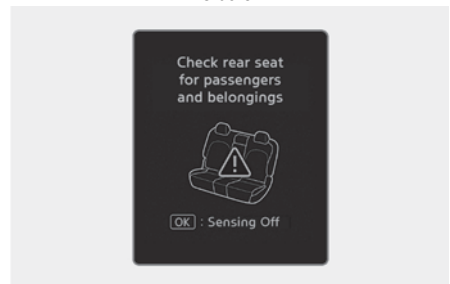 Check rear seat
for passengers
and belongings
OK : Sensing Off